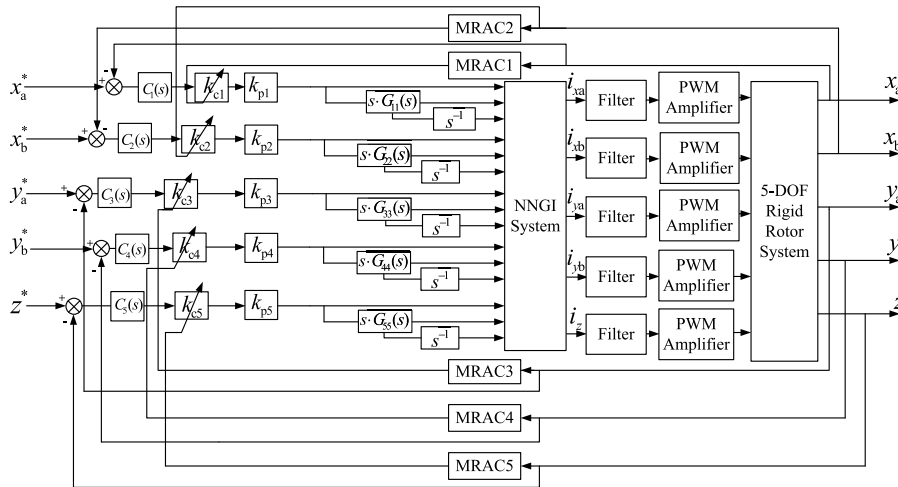 MRAC2
MRAC1
x*a + - C1(s) kc1 kp1 s·G11(s) s^-1
x*b + - C2(s) kc2 kp2 s·G22(s) s^-1
y*a + - C3(s) kc3 kp3 s·G33(s) s^-1
y*b + - C4(s) kc4 kp4 s·G44(s) s^-1
z* + - C5(s) kc5 kp5 s·G55(s) s^-1
NNGI
System
ixa Filter PWM
Amplifier
ixb Filter PWM
Amplifier
iya Filter PWM
Amplifier
iyb Filter PWM
Amplifier
iz Filter PWM
Amplifier
5-DOF
Rigid
Rotor
System
xa
xb
ya
y
z
MRAC3
MRAC4
MRAC5